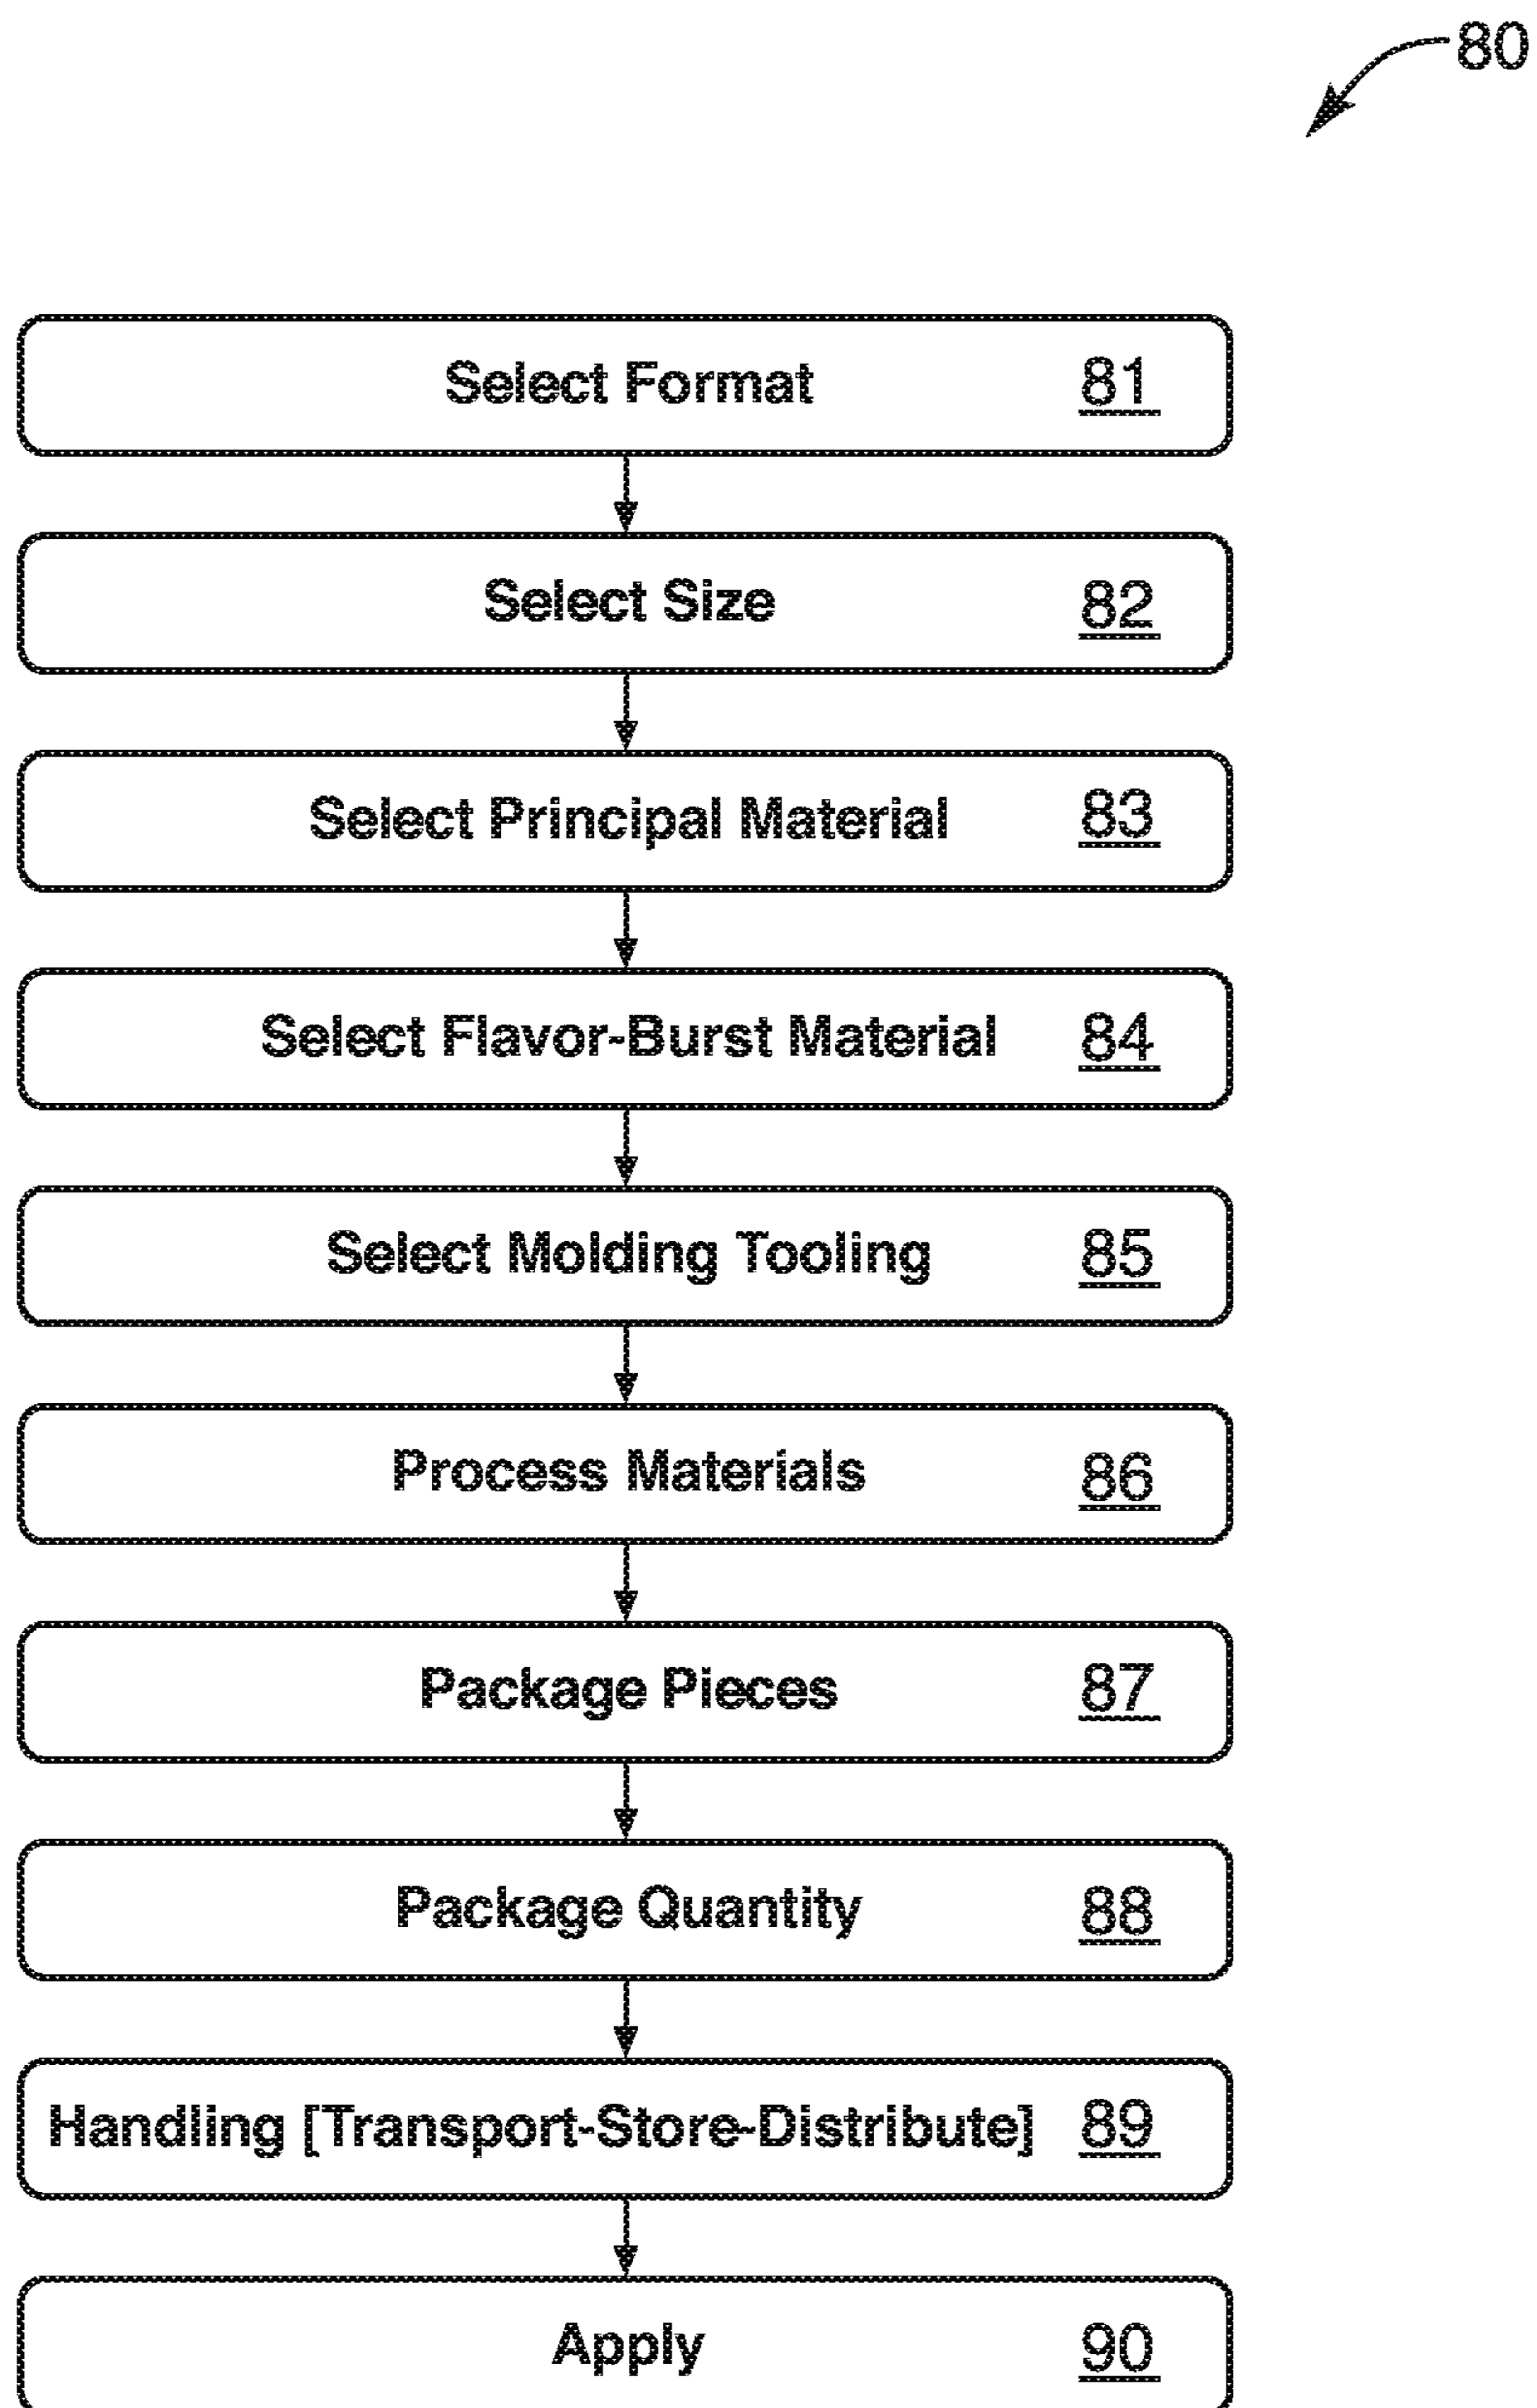 80
Select Format 81
Select Size 82
Select Principal Material 83
Select Flavor-Burst Material 84
Select Molding Tooling 85
Process Materials 86
Package Pieces 87
Package Quantity 88
Handling [Transport-Store-Distribute] 89
Apply 90